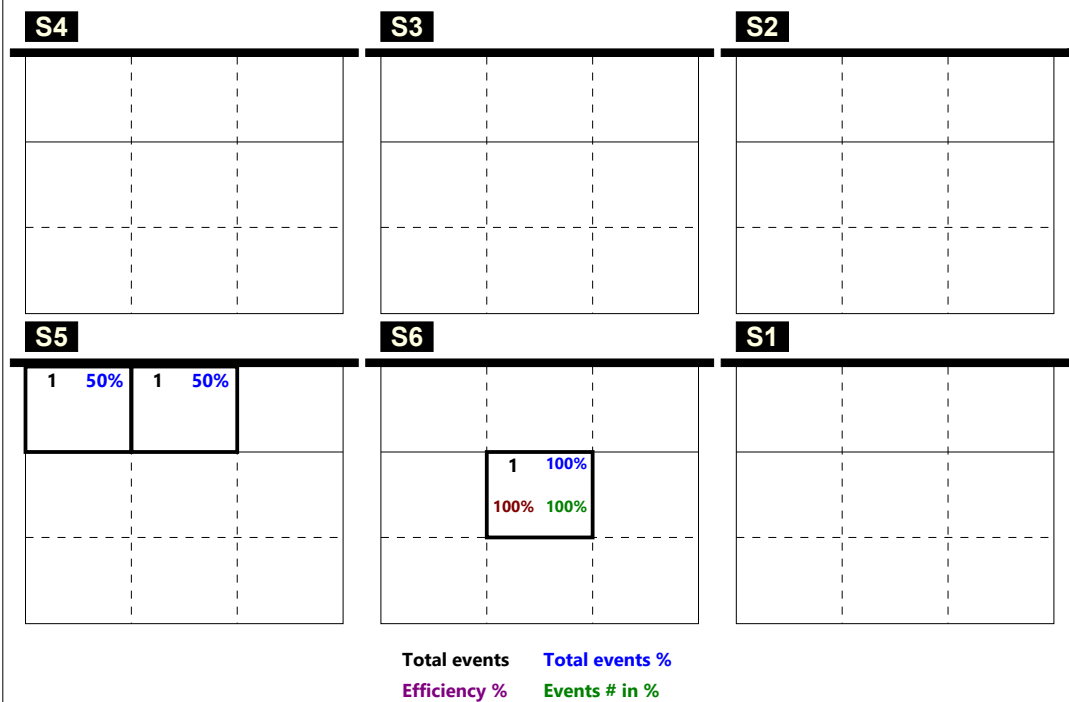 S4 S3 S2
S5 S6 S1
1 50% 1 50%
1 100%
100% 100%
Total events Total events %
Efficiency % Events # in %